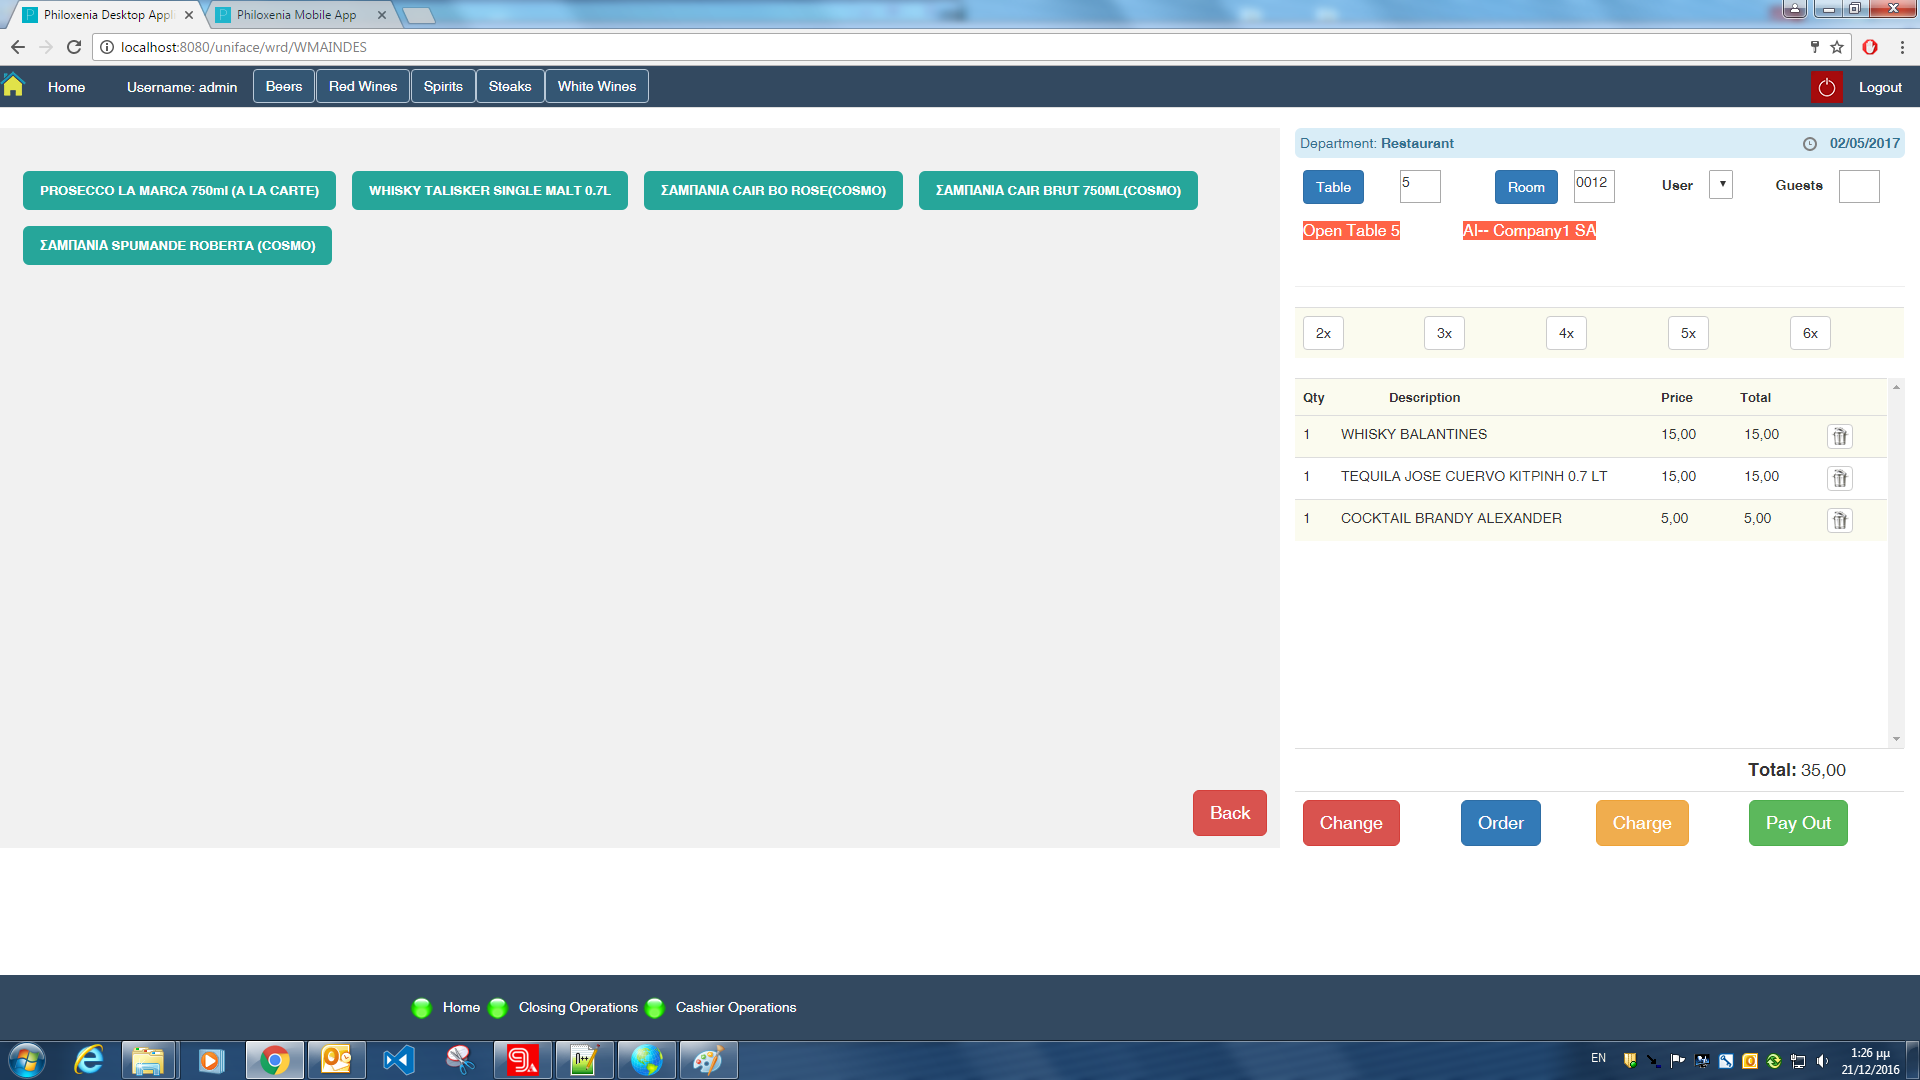 Philoxenia Desktop Appl
Philoxenia Mobile App
localhost:8080/uniface/wrd/WMAINDES
Home
Username: admin
Beers
Red Wines
Spirits
Steaks
White Wines
Logout
PROSECCO LA MARCA 750ml (A LA CARTE)
WHISKY TALISKER SINGLE MALT 0.7L
ΣΑΜΠΑΝΙΑ CAIR BO ROSE(COSMO)
ΣΑΜΠΑΝΙΑ CAIR BRUT 750ML(COSMO)
ΣΑΜΠΑΝΙΑ SPUMANDE ROBERTA (COSMO)
Back
Department: Restaurant
02/05/2017
Table
5
Room
0012
User
Guests
Open Table 5
Al-- Company1 SA
2x
3x
4x
5x
6x
Qty Description Price Total
1 WHISKY BALANTINES 15,00 15,00
1 TEQUILA JOSE CUERVO ΚΙΤΡΙΝΗ 0.7 LT 15,00 15,00
1 COCKTAIL BRANDY ALEXANDER 5,00 5,00
Total: 35,00
Change
Order
Charge
Pay Out
Home
Closing Operations
Cashier Operations
EN
1:26 μμ
21/12/2016